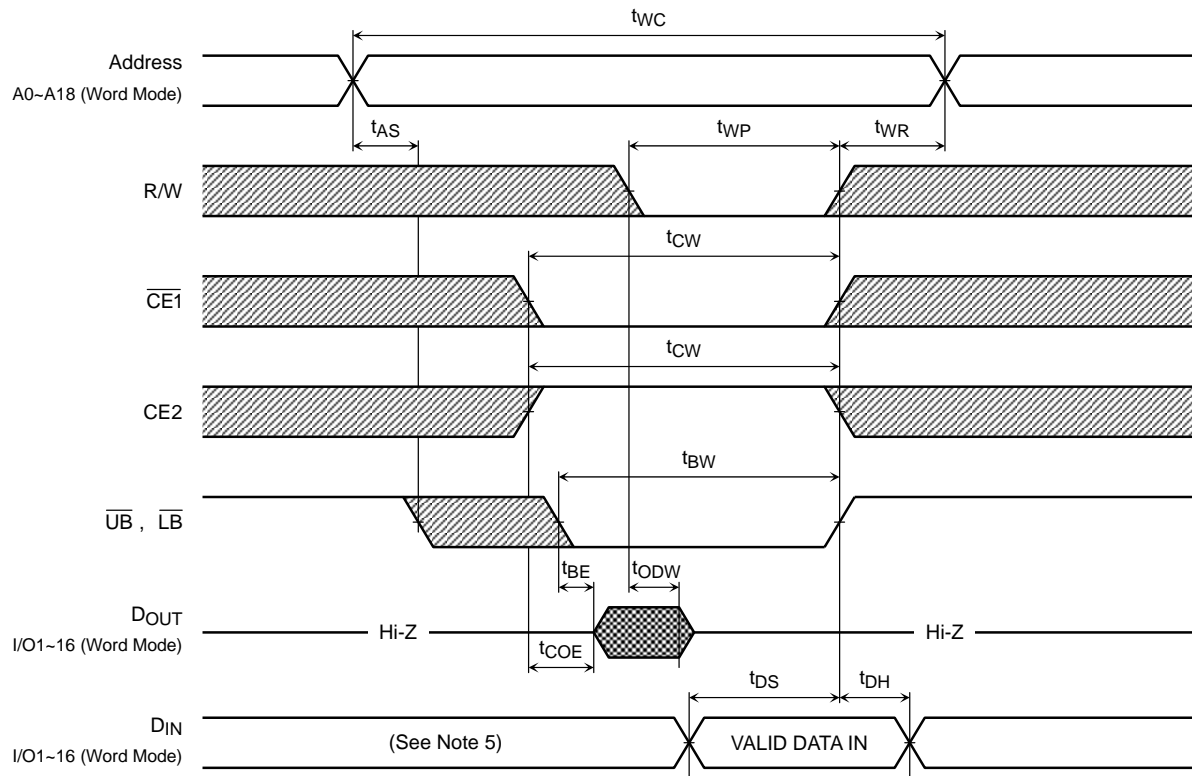 tWC
Address
A0~A18 (Word Mode)
tAS
tWP
tWR
R/W
tCW
CE1
tCW
CE2
tBW
UB , LB
tBE
tODW
DOUT
I/O1~16 (Word Mode)
Hi-Z
Hi-Z
tCOE
tDS
tDH
DIN
I/O1~16 (Word Mode)
(See Note 5)
VALID DATA IN